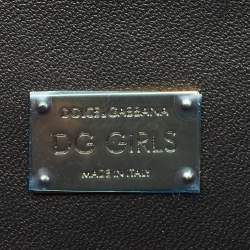 DOLCE & GABBANA
DG GIRLS
MADE IN ITALY